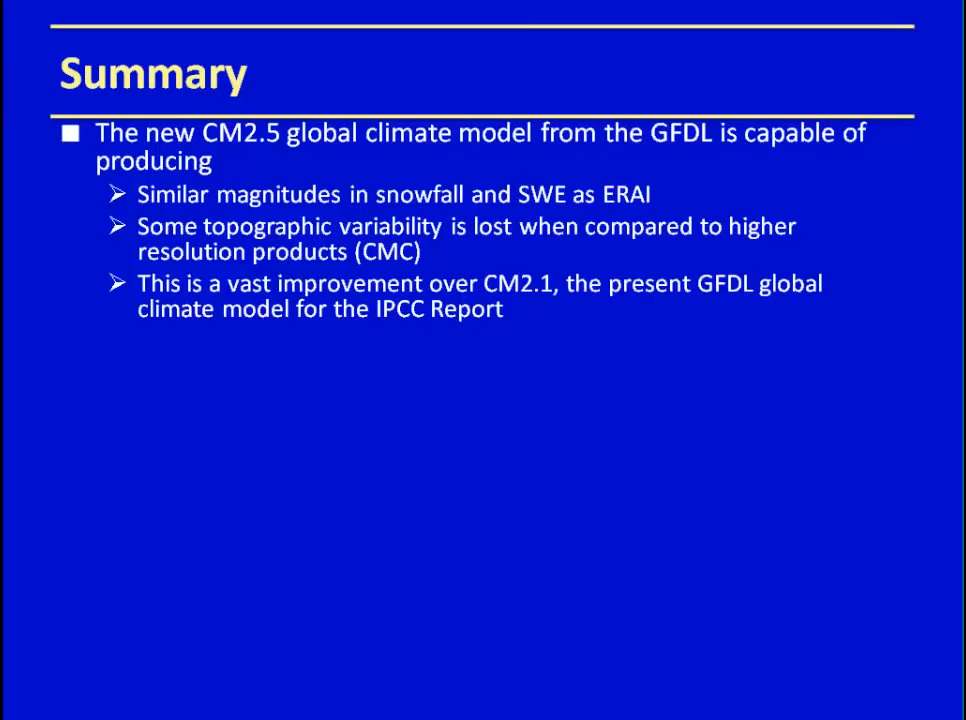 Summary
■ The new CM2.5 global climate model from the GFDL is capable of
producing
➢ Similar magnitudes in snowfall and SWE as ERAI
➢ Some topographic variability is lost when compared to higher
resolution products (CMC)
➢ This is a vast improvement over CM2.1, the present GFDL global
climate model for the IPCC Report